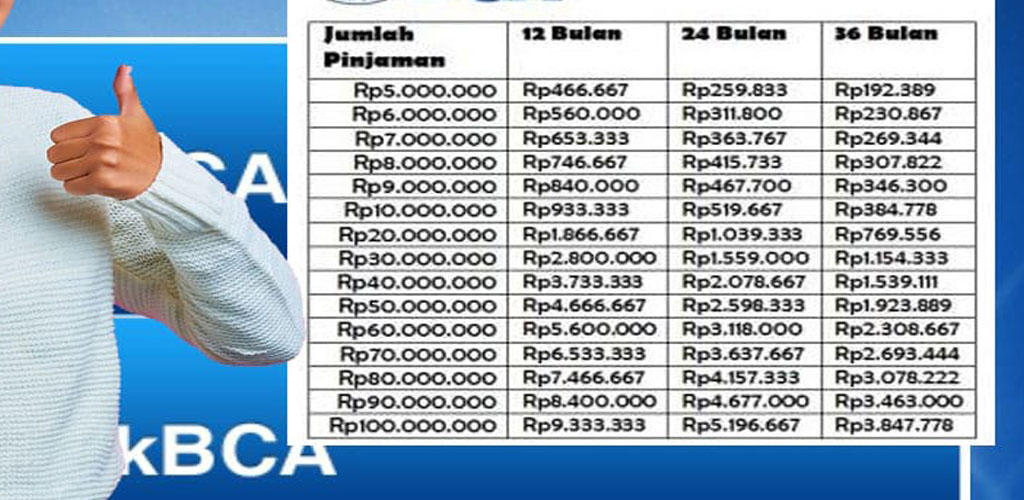 Jumlah Pinjaman 12 Bulan 24 Bulan 36 Bulan
Rp5.000.000 Rp466.667 Rp259.833 Rp192.389
Rp6.000.000 Rp560.000 Rp311.800 Rp230.867
Rp7.000.000 Rp653.333 Rp363.767 Rp269.344
Rp8.000.000 Rp746.667 Rp415.733 Rp307.822
Rp9.000.000 Rp840.000 Rp467.700 Rp346.300
Rp10.000.000 Rp933.333 Rp519.667 Rp384.778
Rp20.000.000 Rp1.866.667 Rp1.039.333 Rp769.556
Rp30.000.000 Rp2.800.000 Rp1.559.000 Rp1.154.333
Rp40.000.000 Rp3.733.333 Rp2.078.667 Rp1.539.111
Rp50.000.000 Rp4.666.667 Rp2.598.333 Rp1.923.889
Rp60.000.000 Rp5.600.000 Rp3.118.000 Rp2.308.667
Rp70.000.000 Rp6.533.333 Rp3.637.667 Rp2.693.444
Rp80.000.000 Rp7.466.667 Rp4.157.333 Rp3.078.222
Rp90.000.000 Rp8.400.000 Rp4.677.000 Rp3.463.000
Rp100.000.000 Rp9.333.333 Rp5.196.667 Rp3.847.778
CA
kBCA